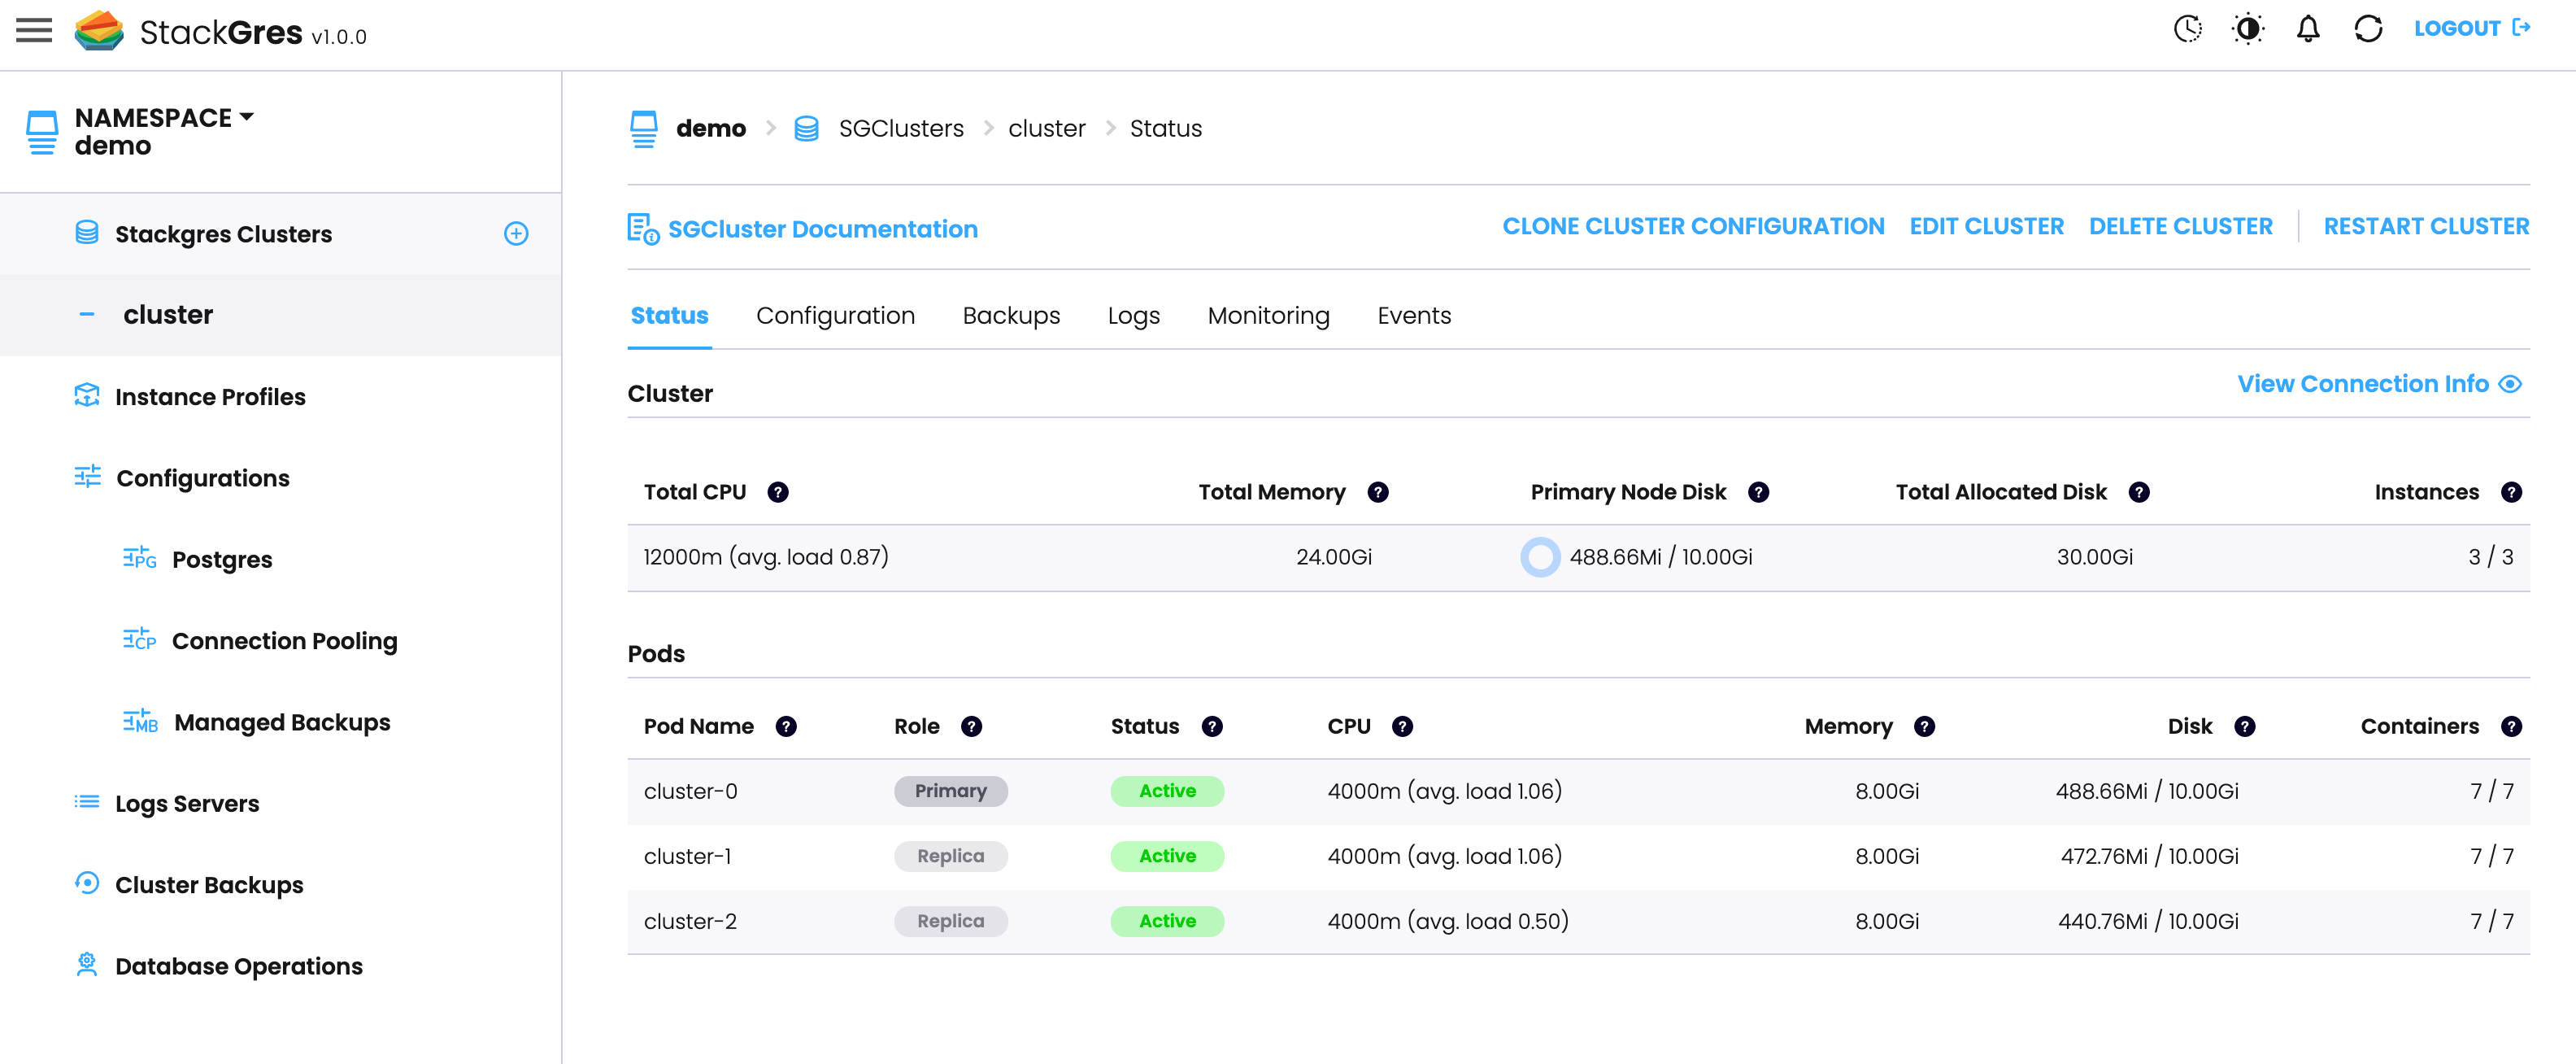 StackGres v1.0.0
LOGOUT
NAMESPACE
demo
Stackgres Clusters
cluster
Instance Profiles
Configurations
PG Postgres
CP Connection Pooling
MB Managed Backups
Logs Servers
Cluster Backups
Database Operations
demo SGClusters cluster Status
SGCluster Documentation CLONE CLUSTER CONFIGURATION EDIT CLUSTER DELETE CLUSTER RESTART CLUSTER
Status Configuration Backups Logs Monitoring Events
Cluster View Connection Info
Total CPU ? Total Memory ? Primary Node Disk ? Total Allocated Disk ? Instances ?
12000m (avg. load 0.87) 24.00Gi 488.66Mi / 10.00Gi 30.00Gi 3 / 3
Pods
Pod Name ? Role ? Status ? CPU ? Memory ? Disk ? Containers ?
cluster-0 Primary Active 4000m (avg. load 1.06) 8.00Gi 488.66Mi / 10.00Gi 7 / 7
cluster-1 Replica Active 4000m (avg. load 1.06) 8.00Gi 472.76Mi / 10.00Gi 7 / 7
cluster-2 Replica Active 4000m (avg. load 0.50) 8.00Gi 440.76Mi / 10.00Gi 7 / 7